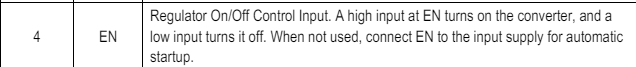 Regulator On/Off Control Input. A high input at EN turns on the converter, and a
4 EN low input turns it off. When not used, connect EN to the input supply for automatic
startup.